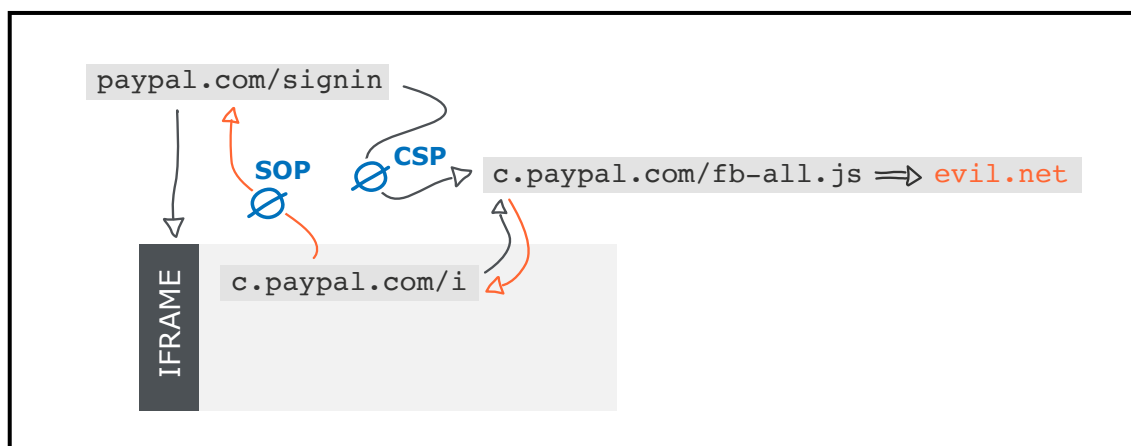 paypal.com/signin
SOP
CSP
c.paypal.com/fb-all.js
evil.net
c.paypal.com/i
IFRAME